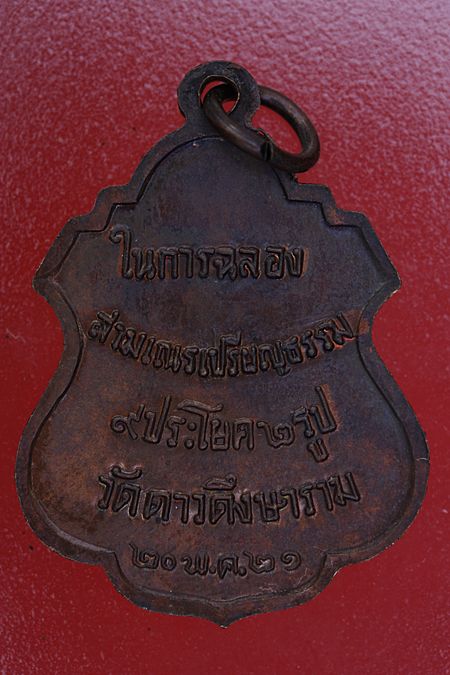 ในการฉลอง
สามเณรเปรียญธรรม
๙ประโยค๒รูป
วัดดาวดึงษาราม
๒๐พ.ค.๒๑